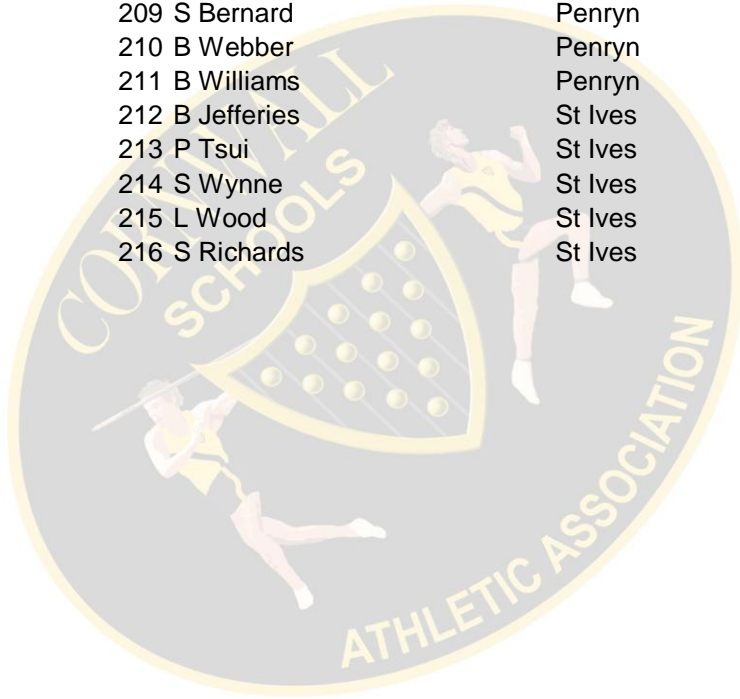 209 S Bernard Penryn
210 B Webber Penryn
211 B Williams Penryn
212 B Jefferies St Ives
213 P Tsui St Ives
214 S Wynne St Ives
215 L Wood St Ives
216 S Richards St Ives
CORNWALL
SCHOOLS
ATHLETIC ASSOCIATION